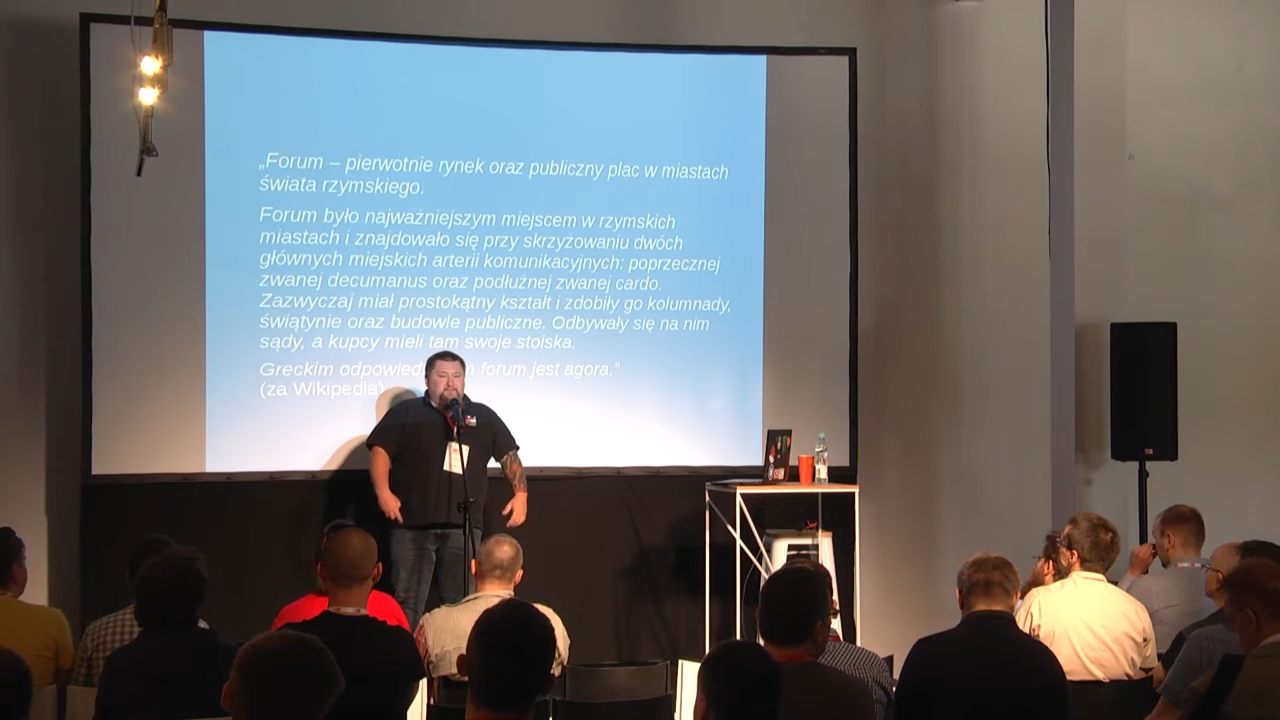 „Forum – pierwotnie rynek oraz publiczny plac w miastach
świata rzymskiego.
Forum było najważniejszym miejscem w rzymskich
miastach i znajdowało się przy skrzyżowaniu dwóch
głównych miejskich arterii komunikacyjnych: poprzecznej
zwanej decumanus oraz podłużnej zwanej cardo.
Zazwyczaj miał prostokątny kształt i zdobiły go kolumnady,
świątynie oraz budowle publiczne. Odbywały się na nim
sądy, a kupcy mieli tam swoje stoiska.
Greckim forum jest agora.”
(za Wikipedia)